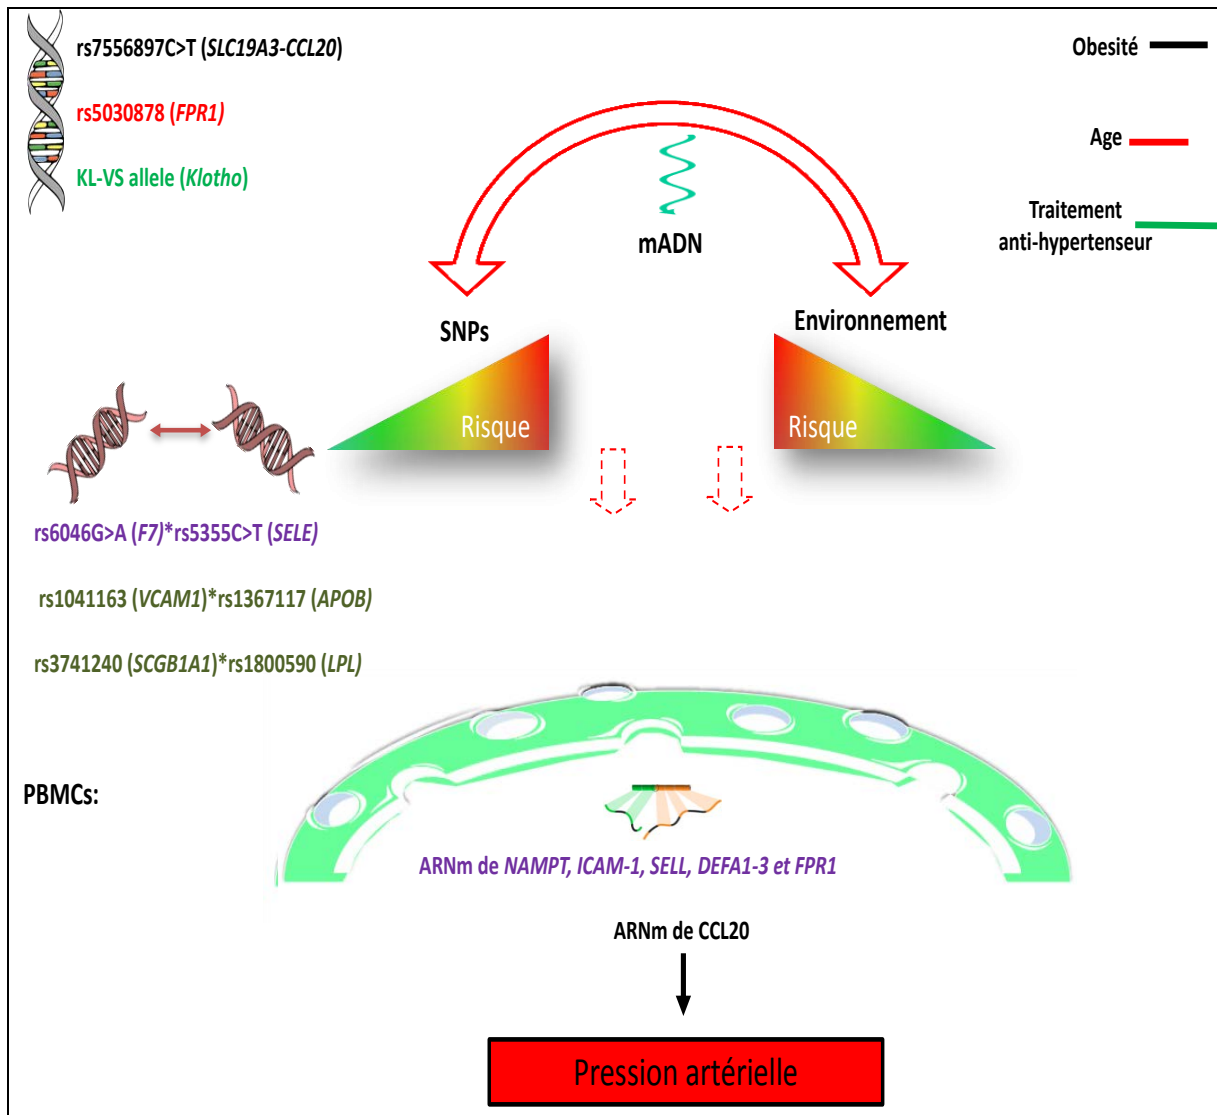 rs7556897C>T (SLC19A3-CCL20)
rs5030878 (FPR1)
KL-VS allele (Klotho)
Obesité
Age
Traitement
anti-hypertenseur
mADN
SNPs
Environnement
Risque
Risque
rs6046G>A (F7)*rs5355C>T (SELE)
rs1041163 (VCAM1)*rs1367117 (APOB)
rs3741240 (SCGB1A1)*rs1800590 (LPL)
PBMCs:
ARNm de NAMPT, ICAM-1, SELL, DEFA1-3 et FPR1
ARNm de CCL20
Pression artérielle